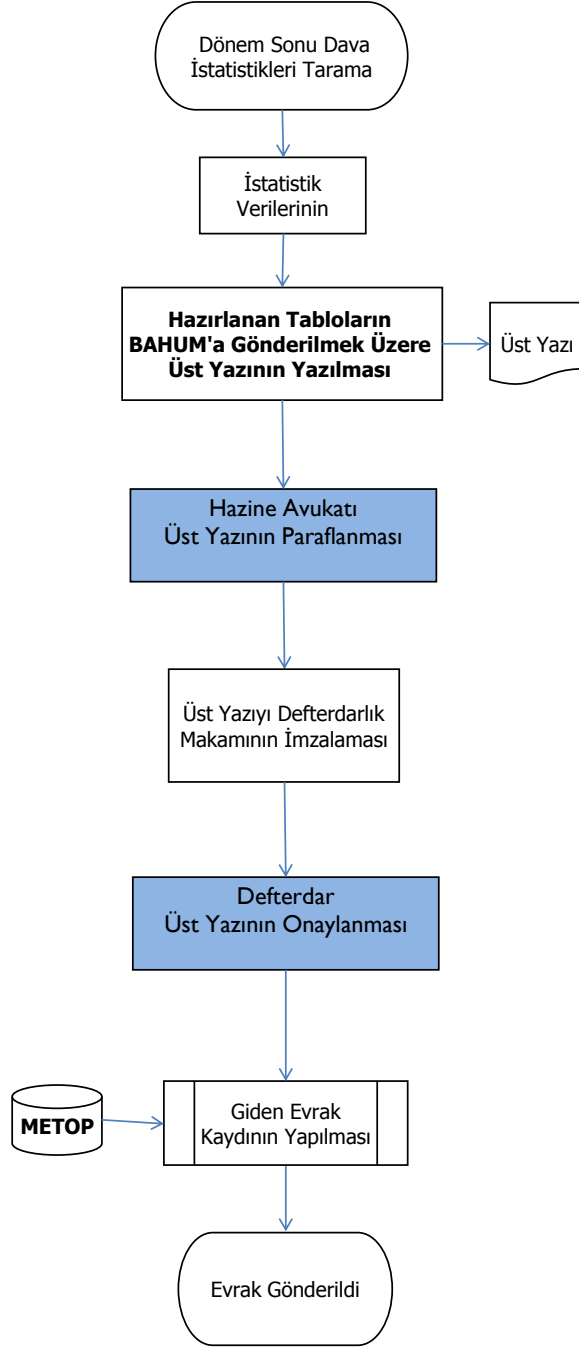 Dönem Sonu Dava
İstatistikleri Tarama
İstatistik
Verilerinin
Hazırlanan Tabloların
BAHUM'a Gönderilmek Üzere
Üst Yazının Yazılması
Üst Yazı
Hazine Avukatı
Üst Yazının Paraflanması
Üst Yazıyı Defterdarlık
Makamının İmzalaması
Defterdar
Üst Yazının Onaylanması
METOP
Giden Evrak
Kaydının Yapılması
Evrak Gönderildi